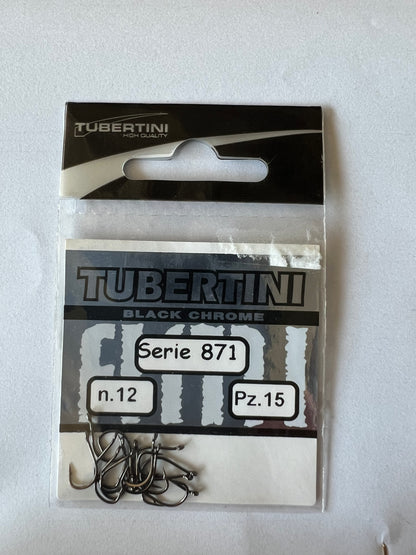 TUBERTINI
HIGH QUALITY
TUBERTINI
BLACK CHROME
Serie 871
n.12
Pz.15